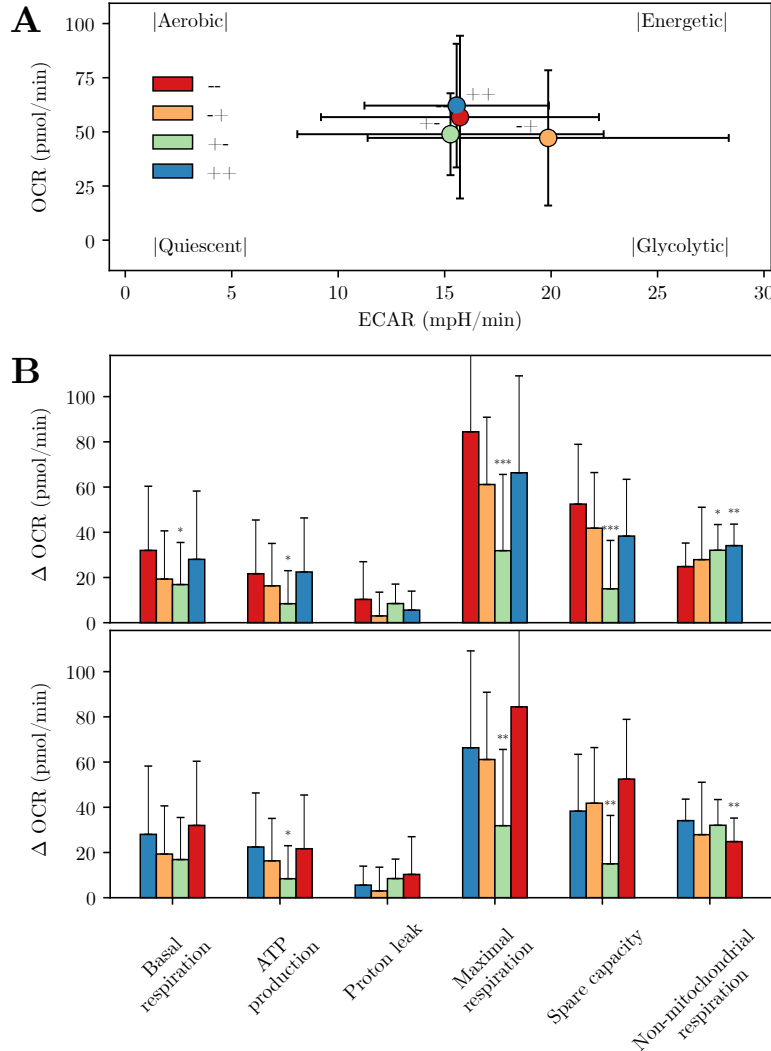 A
|Aerobic|
|Energetic|
100
75
50
25
0
OCR (pmol/min)
--
-+
+-
++
++
--
+-
-+
|Quiescent|
|Glycolytic|
0 5 10 15 20 25 30
ECAR (mpH/min)
B
100
80
60
40
20
0
Δ OCR (pmol/min)
*
*
***
***
*
**
100
80
60
40
20
0
Δ OCR (pmol/min)
*
**
**
**
Basal
respiration
ATP
production
Proton leak
Maximal
respiration
Spare capacity
Non-mitochondrial
respiration